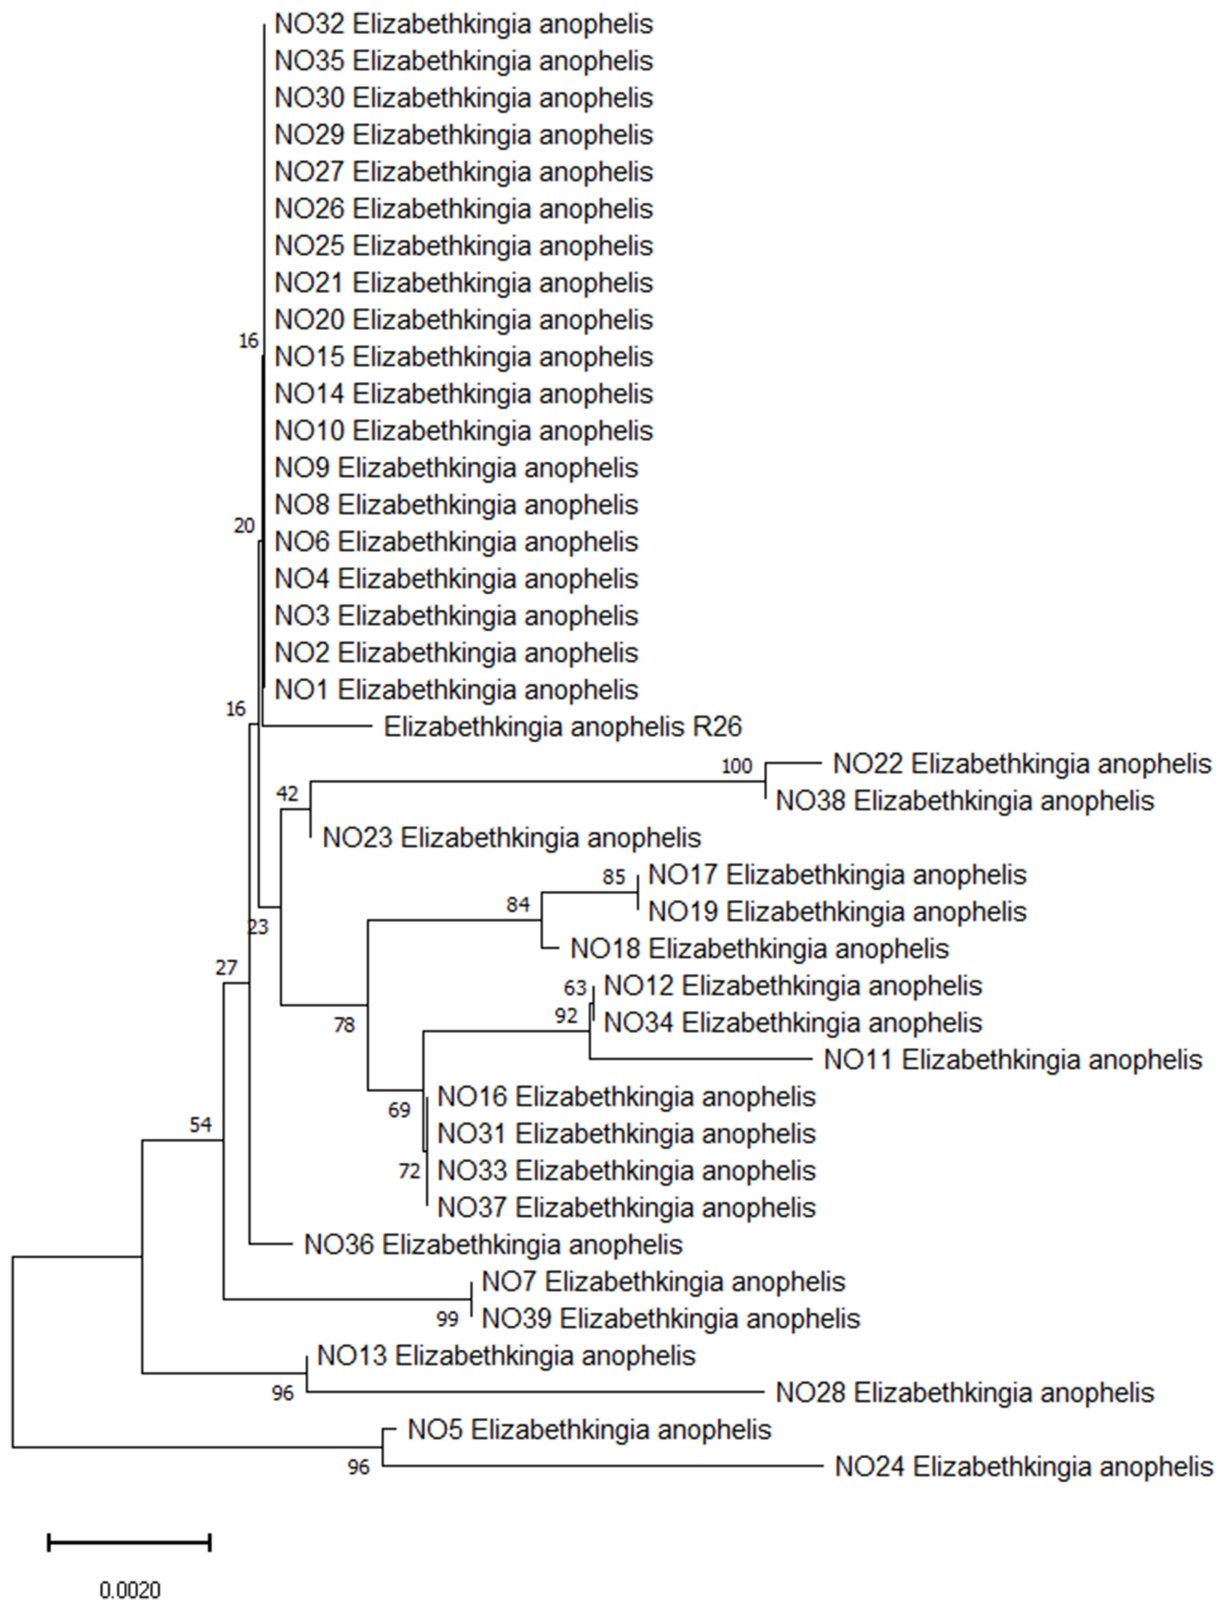 NO32 Elizabethkingia anophelis
NO35 Elizabethkingia anophelis
NO30 Elizabethkingia anophelis
NO29 Elizabethkingia anophelis
NO27 Elizabethkingia anophelis
NO26 Elizabethkingia anophelis
NO25 Elizabethkingia anophelis
NO21 Elizabethkingia anophelis
NO20 Elizabethkingia anophelis
16
NO15 Elizabethkingia anophelis
NO14 Elizabethkingia anophelis
NO10 Elizabethkingia anophelis
NO9 Elizabethkingia anophelis
NO8 Elizabethkingia anophelis
20
NO6 Elizabethkingia anophelis
NO4 Elizabethkingia anophelis
NO3 Elizabethkingia anophelis
NO2 Elizabethkingia anophelis
NO1 Elizabethkingia anophelis
16
Elizabethkingia anophelis R26
100
NO22 Elizabethkingia anophelis
42
NO38 Elizabethkingia anophelis
NO23 Elizabethkingia anophelis
85
NO17 Elizabethkingia anophelis
84
NO19 Elizabethkingia anophelis
23
NO18 Elizabethkingia anophelis
27
63
NO12 Elizabethkingia anophelis
92
NO34 Elizabethkingia anophelis
78
NO11 Elizabethkingia anophelis
NO16 Elizabethkingia anophelis
69
54
NO31 Elizabethkingia anophelis
72
NO33 Elizabethkingia anophelis
NO37 Elizabethkingia anophelis
NO36 Elizabethkingia anophelis
NO7 Elizabethkingia anophelis
99
NO39 Elizabethkingia anophelis
NO13 Elizabethkingia anophelis
96
NO28 Elizabethkingia anophelis
NO5 Elizabethkingia anophelis
96
NO24 Elizabethkingia anophelis
0.0020